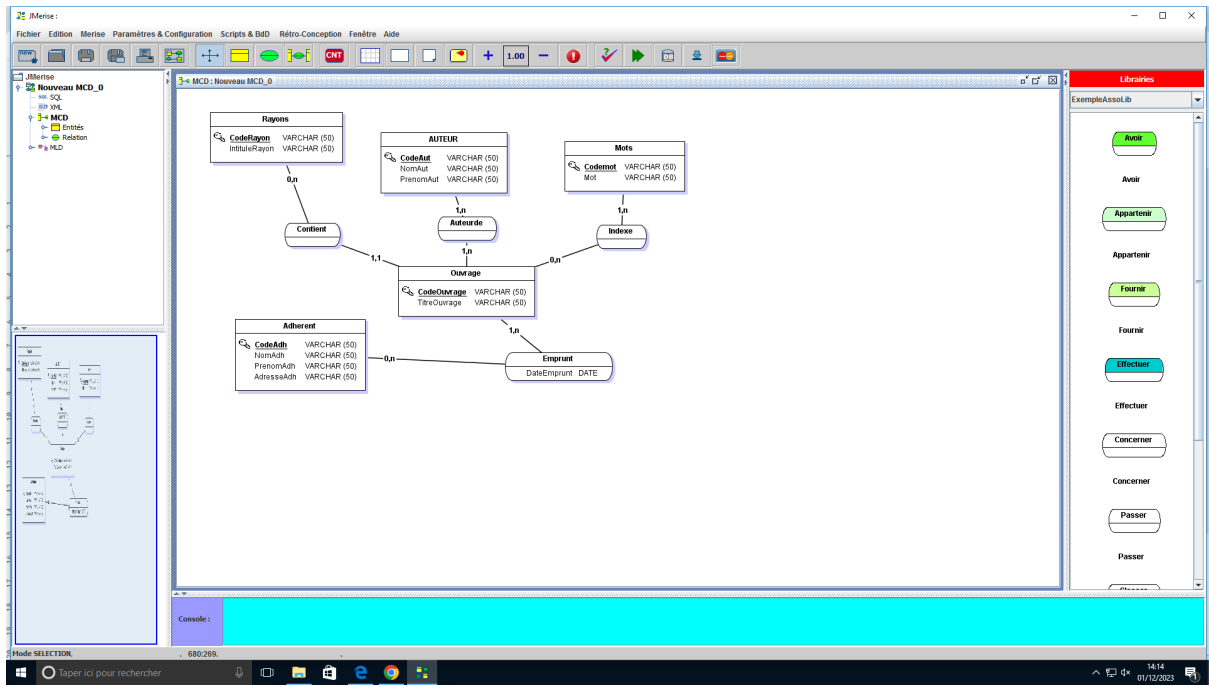 JMerise :
Fichier Edition Merise Paramètres & Configuration Scripts & BdD Rétro-Conception Fenêtre Aide
new CNT 1.00
JMerise
Nouveau MCD_0
SQL
XML
MCD
Entités
Relation
MLD
MCD : Nouveau MCD_0
Rayons
CodeRayon VARCHAR (50)
IntituleRayon VARCHAR (50)
AUTEUR
CodeAut VARCHAR (50)
NomAut VARCHAR (50)
PrenomAut VARCHAR (50)
Mots
Codemot VARCHAR (50)
Mot VARCHAR (50)
0,n
1,n
1,n
Contient
Auteurde
Indexe
1,1
1,n
0,n
Ouvrage
CodeOuvrage VARCHAR (50)
TitreOuvrage VARCHAR (50)
1,n
Adherent
CodeAdh VARCHAR (50)
NomAdh VARCHAR (50)
PrenomAdh VARCHAR (50)
AdresseAdh VARCHAR (50)
0,n
Emprunt
DateEmprunt DATE
Librairies
ExempleAssoLib
Avoir
Avoir
Appartenir
Appartenir
Fournir
Fournir
Effectuer
Effectuer
Concerner
Concerner
Passer
Passer
Console :
Mode SELECTION, . 680:269. .
Taper ici pour rechercher
14:14
01/12/2023